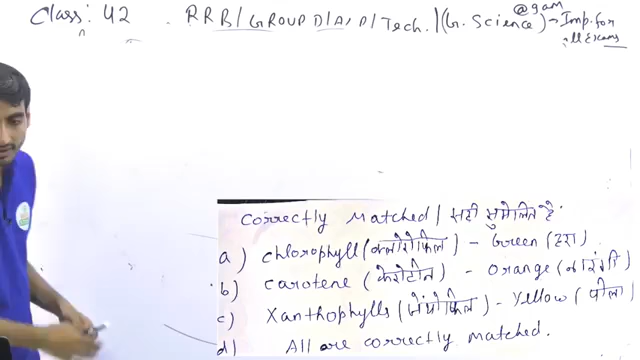 Class: 42 RRB/GROUP D/A/P/Tech. | (G. Science) @9am → Imp. for all Exams
Correctly Matched / सही सुमेलित है
a) Chlorophyll (क्लोरोफिल) - Green (हरा)
b) Carotene (केरोटीन) - Orange (नारंगी)
c) Xanthophylls (जैंथोफिल) - Yellow (पीला)
d) All are correctly matched.